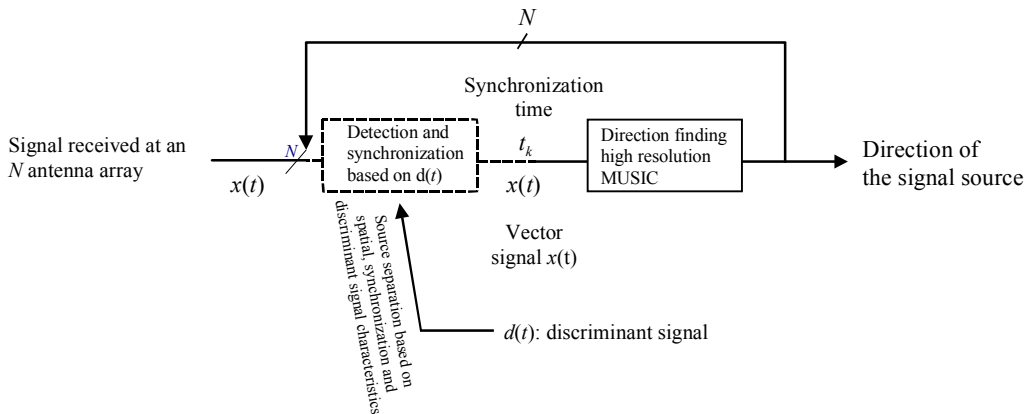 N
Synchronization
time
Signal received at an
N antenna array
N
x(t)
Detection and
synchronization
based on d(t)
t_k
x(t)
Direction finding
high resolution
MUSIC
Direction of
the signal source
Vector
signal x(t)
Source separation based on
spatial, synchronization and
discriminant signal characteristics
d(t): discriminant signal